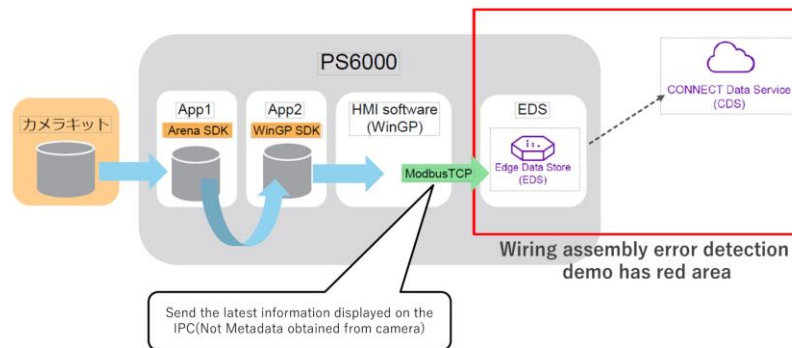 PS6000
カメラキット
App1
Arena SDK
App2
WinGP SDK
HMI software
(WinGP)
ModbusTCP
EDS
Edge Data Store
(EDS)
CONNECT Data Service
(CDS)
Wiring assembly error detection
demo has red area
Send the latest information displayed on the
IPC(Not Metadata obtained from camera)